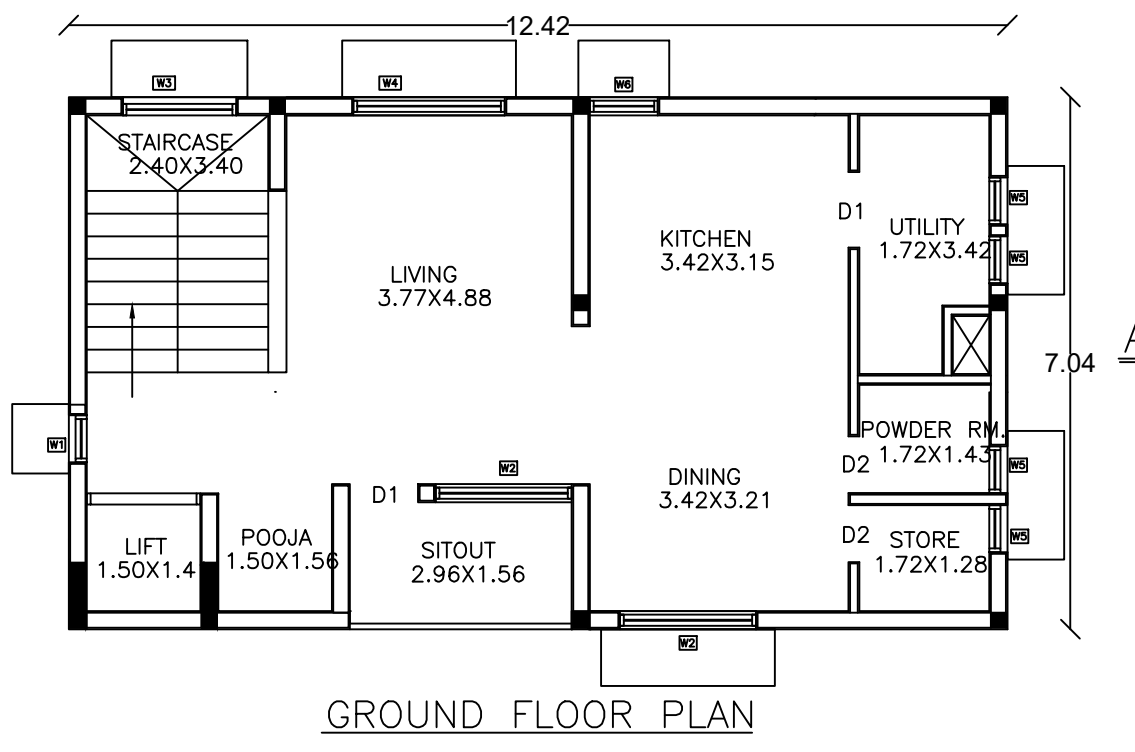 12.42
W3
W4
W6
STAIRCASE
2.40X3.40
W5
D1
UTILITY
1.72X3.42
KITCHEN
3.42X3.15
W5
LIVING
3.77X4.88
7.04
A
POWDER RM.
1.72X1.43
W1
W2
D2
W5
DINING
3.42X3.21
D1
POOJA
1.50X1.56
LIFT
1.50X1.4
SITOUT
2.96X1.56
D2
STORE
1.72X1.28
W5
W2
GROUND FLOOR PLAN